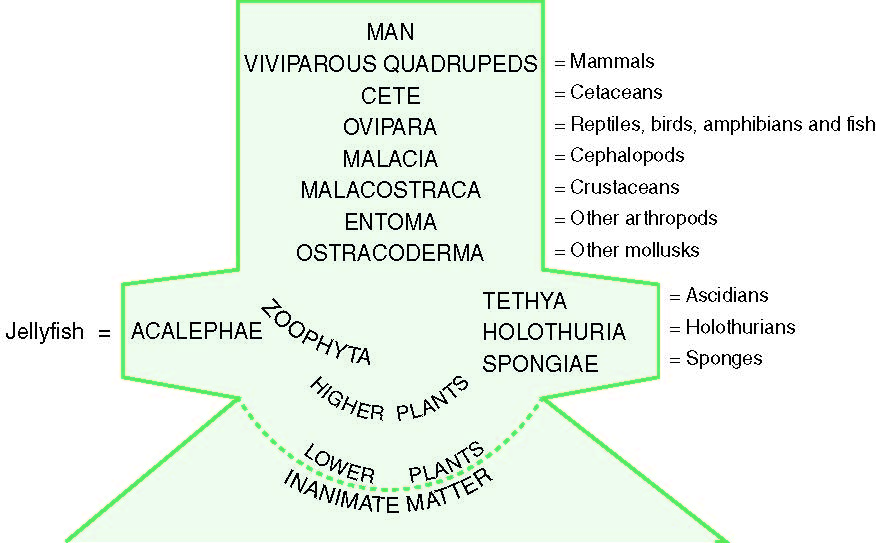 MAN
VIVIPAROUS QUADRUPEDS = Mammals
CETE = Cetaceans
OVIPARA = Reptiles, birds, amphibians and fish
MALACIA = Cephalopods
MALACOSTRACA = Crustaceans
ENTOMA = Other arthropods
OSTRACODERMA = Other mollusks
Jellyfish = ACALEPHAE
ZOOPHYTA
TETHYA = Ascidians
HOLOTHURIA = Holothurians
SPONGIAE = Sponges
HIGHER PLANTS
LOWER PLANTS
INANIMATE MATTER